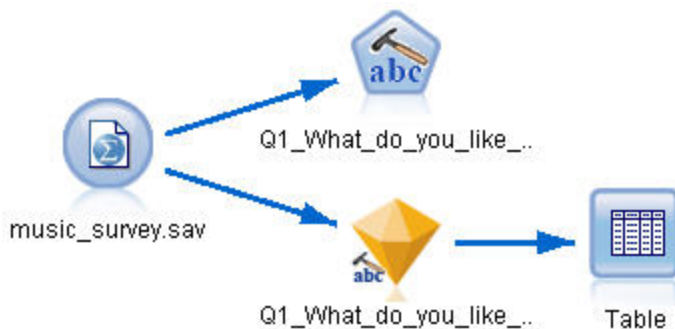 abc
Q1_What_do_you_like_..
music_survey.sav
abc
Q1_What_do_you_like_..
Table